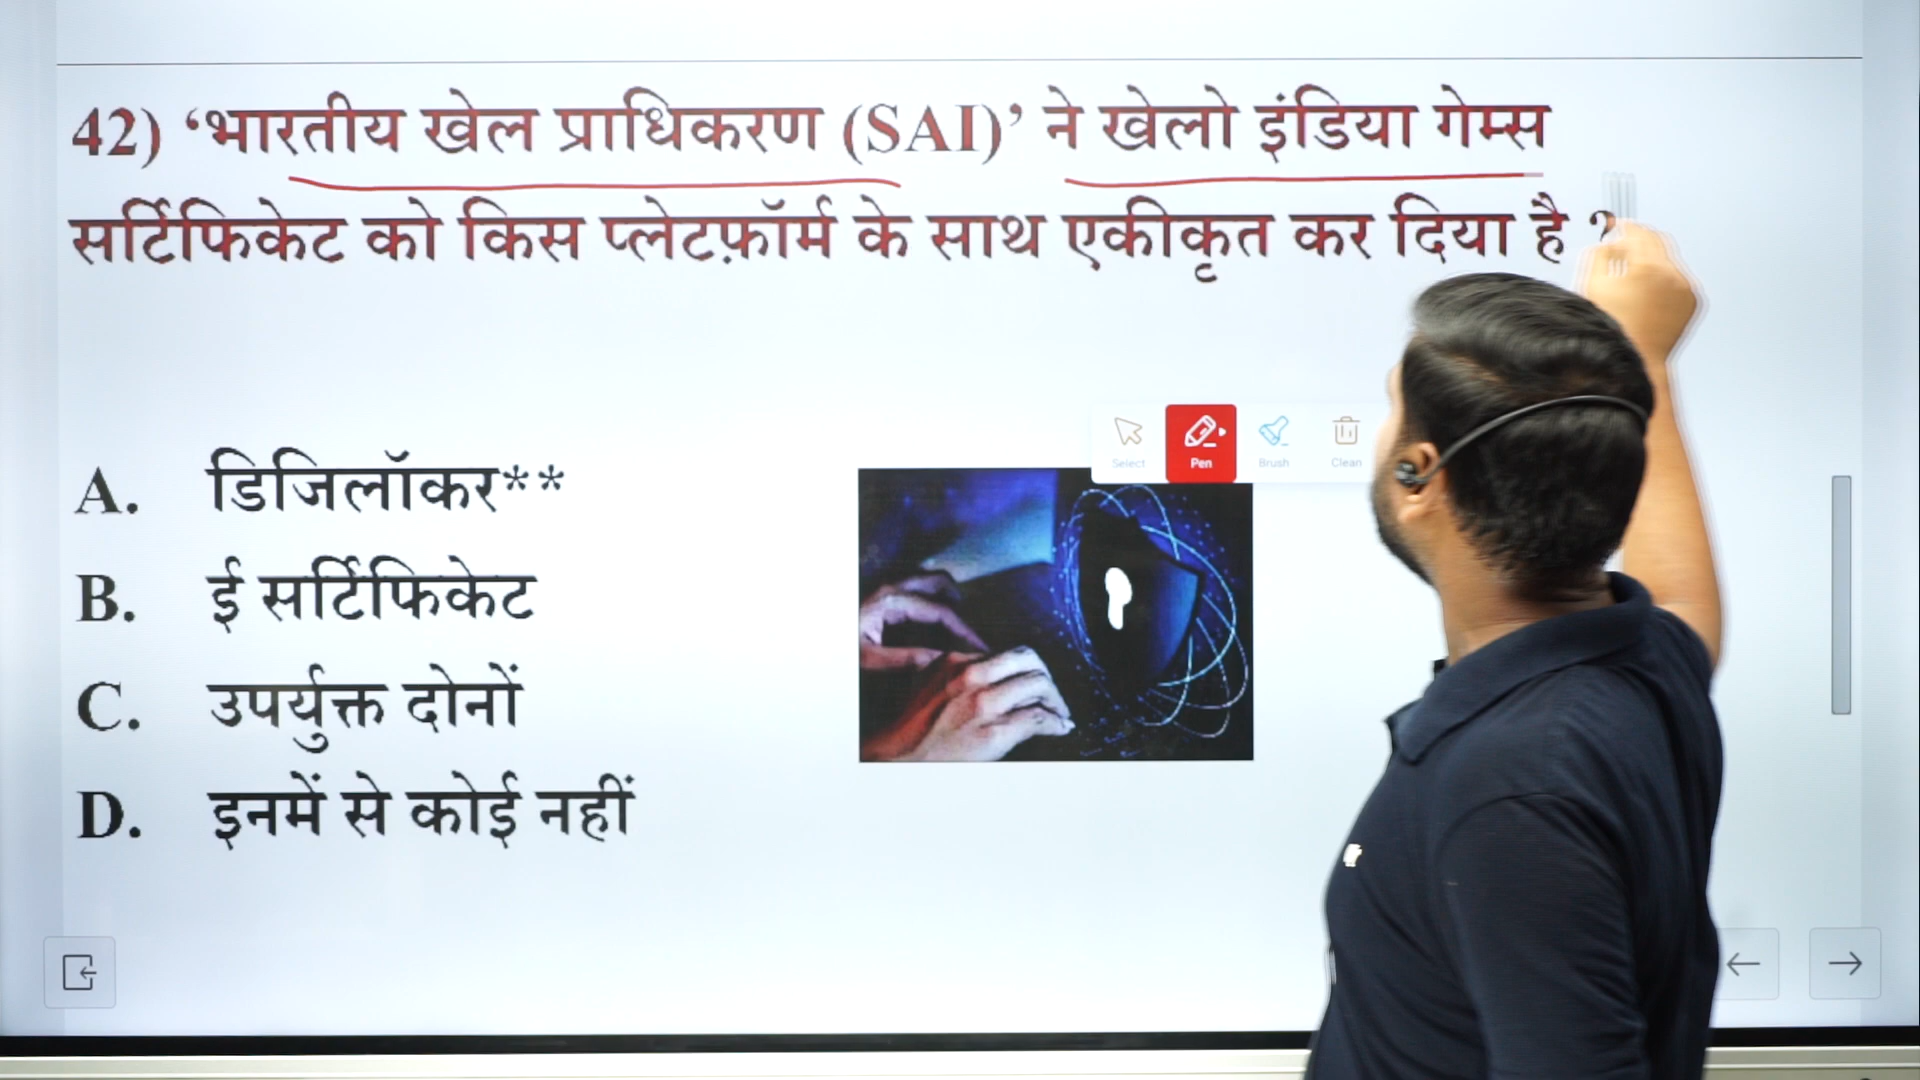 42) ‘भारतीय खेल प्राधिकरण (SAI)’ ने खेलो इंडिया गेम्स
सर्टिफिकेट को किस प्लेटफ़ॉर्म के साथ एकीकृत कर दिया है ?
Select Pen Brush Clean
A. डिजिलॉकर**
B. ई सर्टिफिकेट
C. उपर्युक्त दोनों
D. इनमें से कोई नहीं